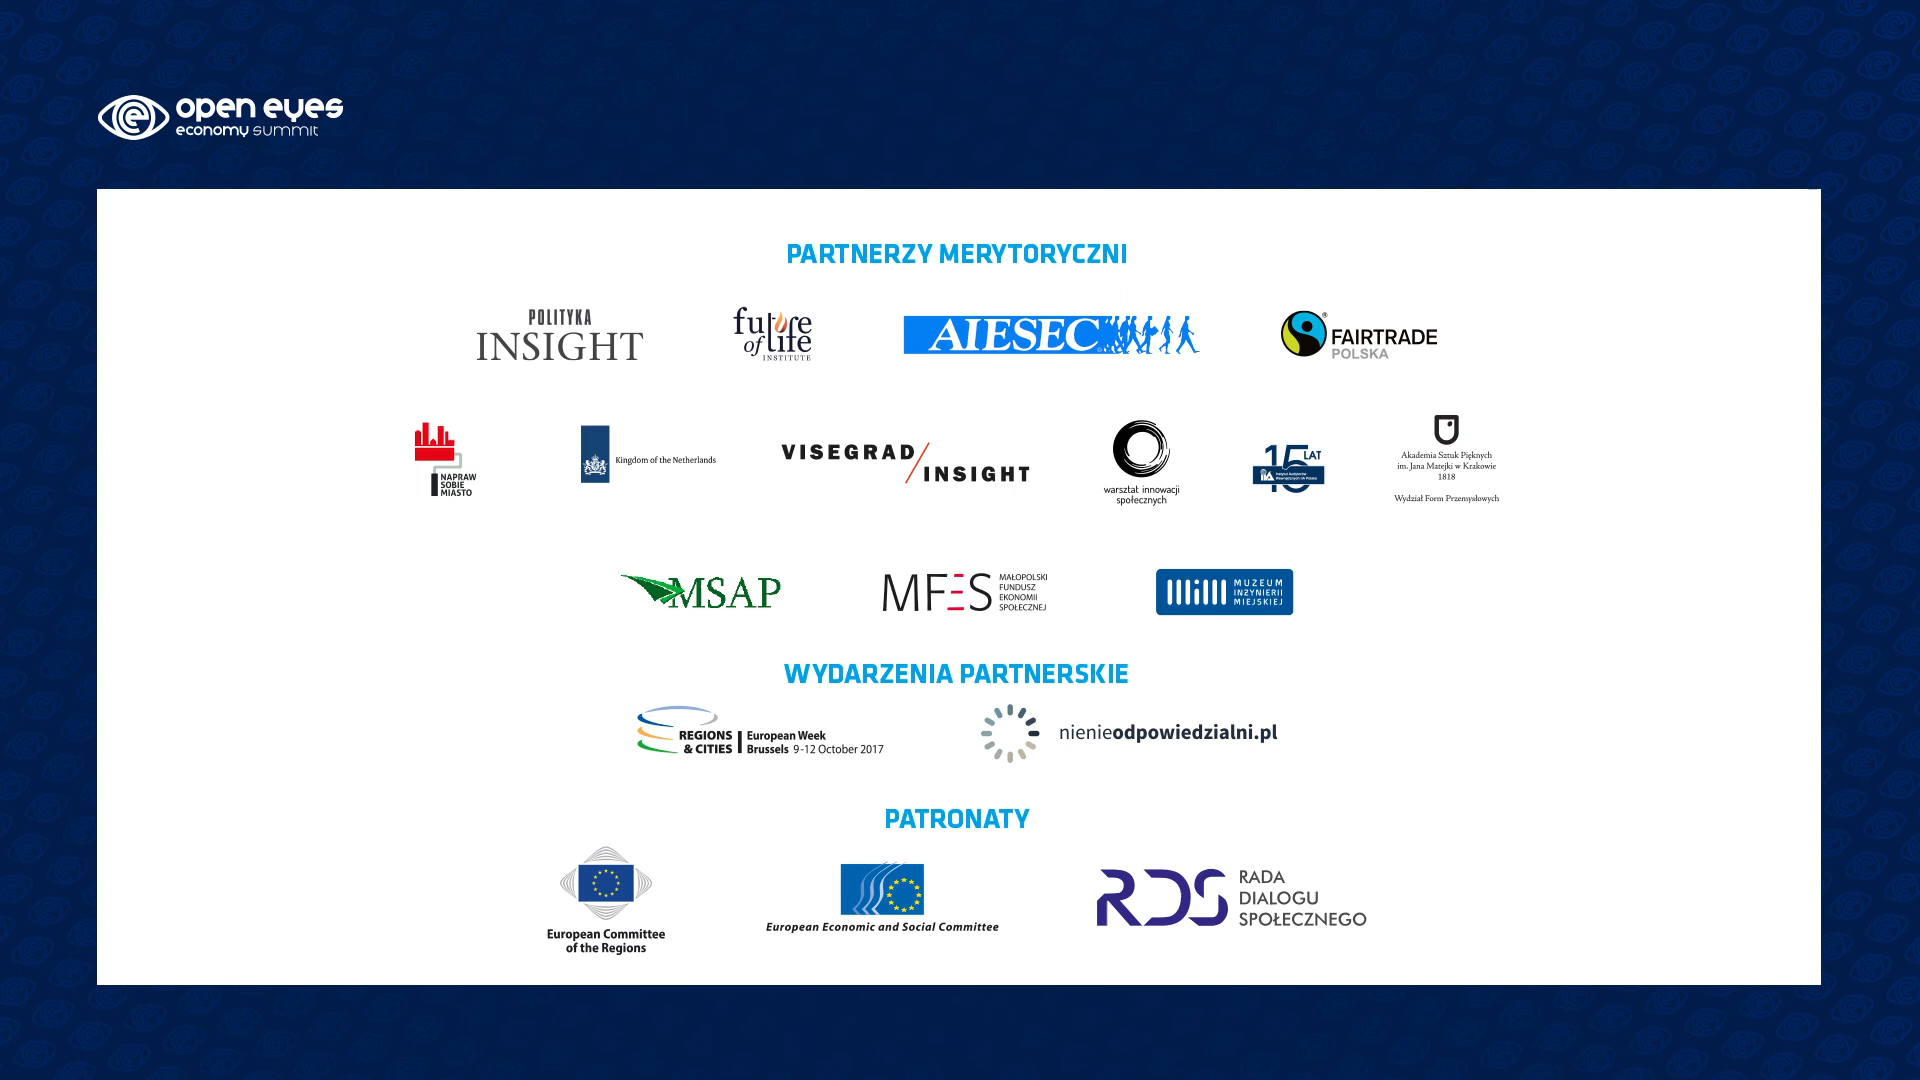 open eyes
economy summit
PARTNERZY MERYTORYCZNI
POLITYKA
INSIGHT
future
of life
INSTITUTE
AIESEC
FAIRTRADE
POLSKA
NAPRAW
SOBIE
MIASTO
Kingdom of the Netherlands
VISEGRAD
INSIGHT
warsztat innowacji
społecznych
15 LAT
IIA
Akademia Sztuk Pięknych
im. Jana Matejki w Krakowie
1818
Wydział Form Przemysłowych
MSAP
MFES
MAŁOPOLSKI
FUNDUSZ
EKONOMII
SPOŁECZNEJ
MUZEUM
INŻYNIERII
MIEJSKIEJ
WYDARZENIA PARTNERSKIE
REGIONS
& CITIES
European Week
Brussels 9-12 October 2017
nienieodpowiedzialni.pl
PATRONATY
European Committee
of the Regions
European Economic and Social Committee
RDS
RADA
DIALOGU
SPOŁECZNEGO